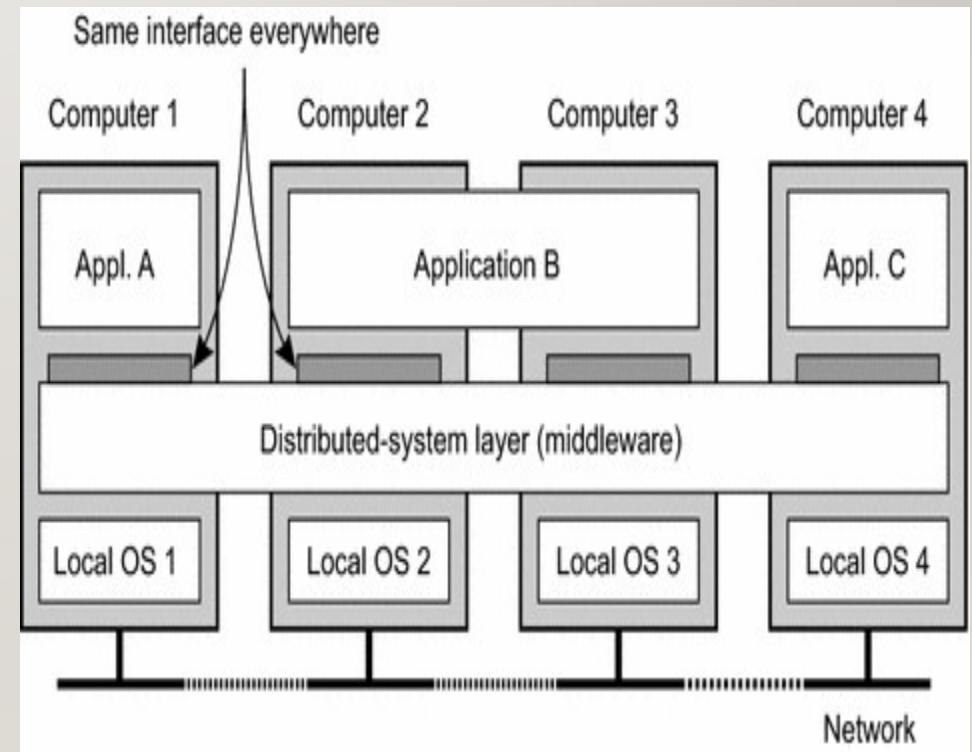 Same interface everywhere
Computer 1
Computer 2
Computer 3
Computer 4
Appl. A
Application B
Appl. C
Distributed-system layer (middleware)
Local OS 1
Local OS 2
Local OS 3
Local OS 4
Network